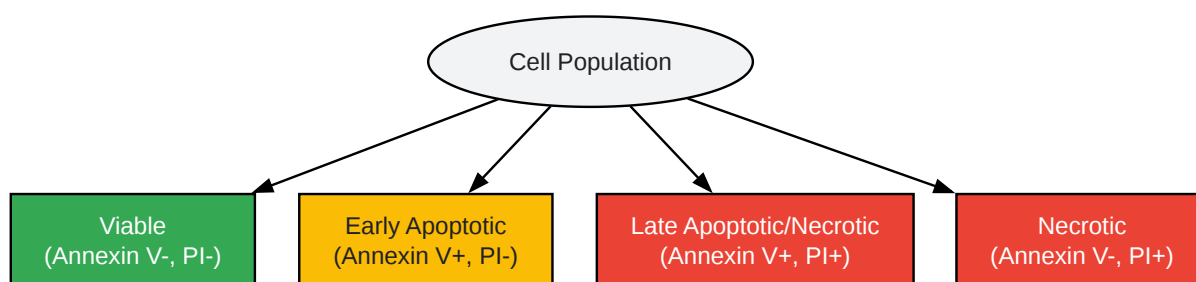 Cell Population
Viable
(Annexin V-, PI-)
Early Apoptotic
(Annexin V+, PI-)
Late Apoptotic/Necrotic
(Annexin V+, PI+)
Necrotic
(Annexin V-, PI+)